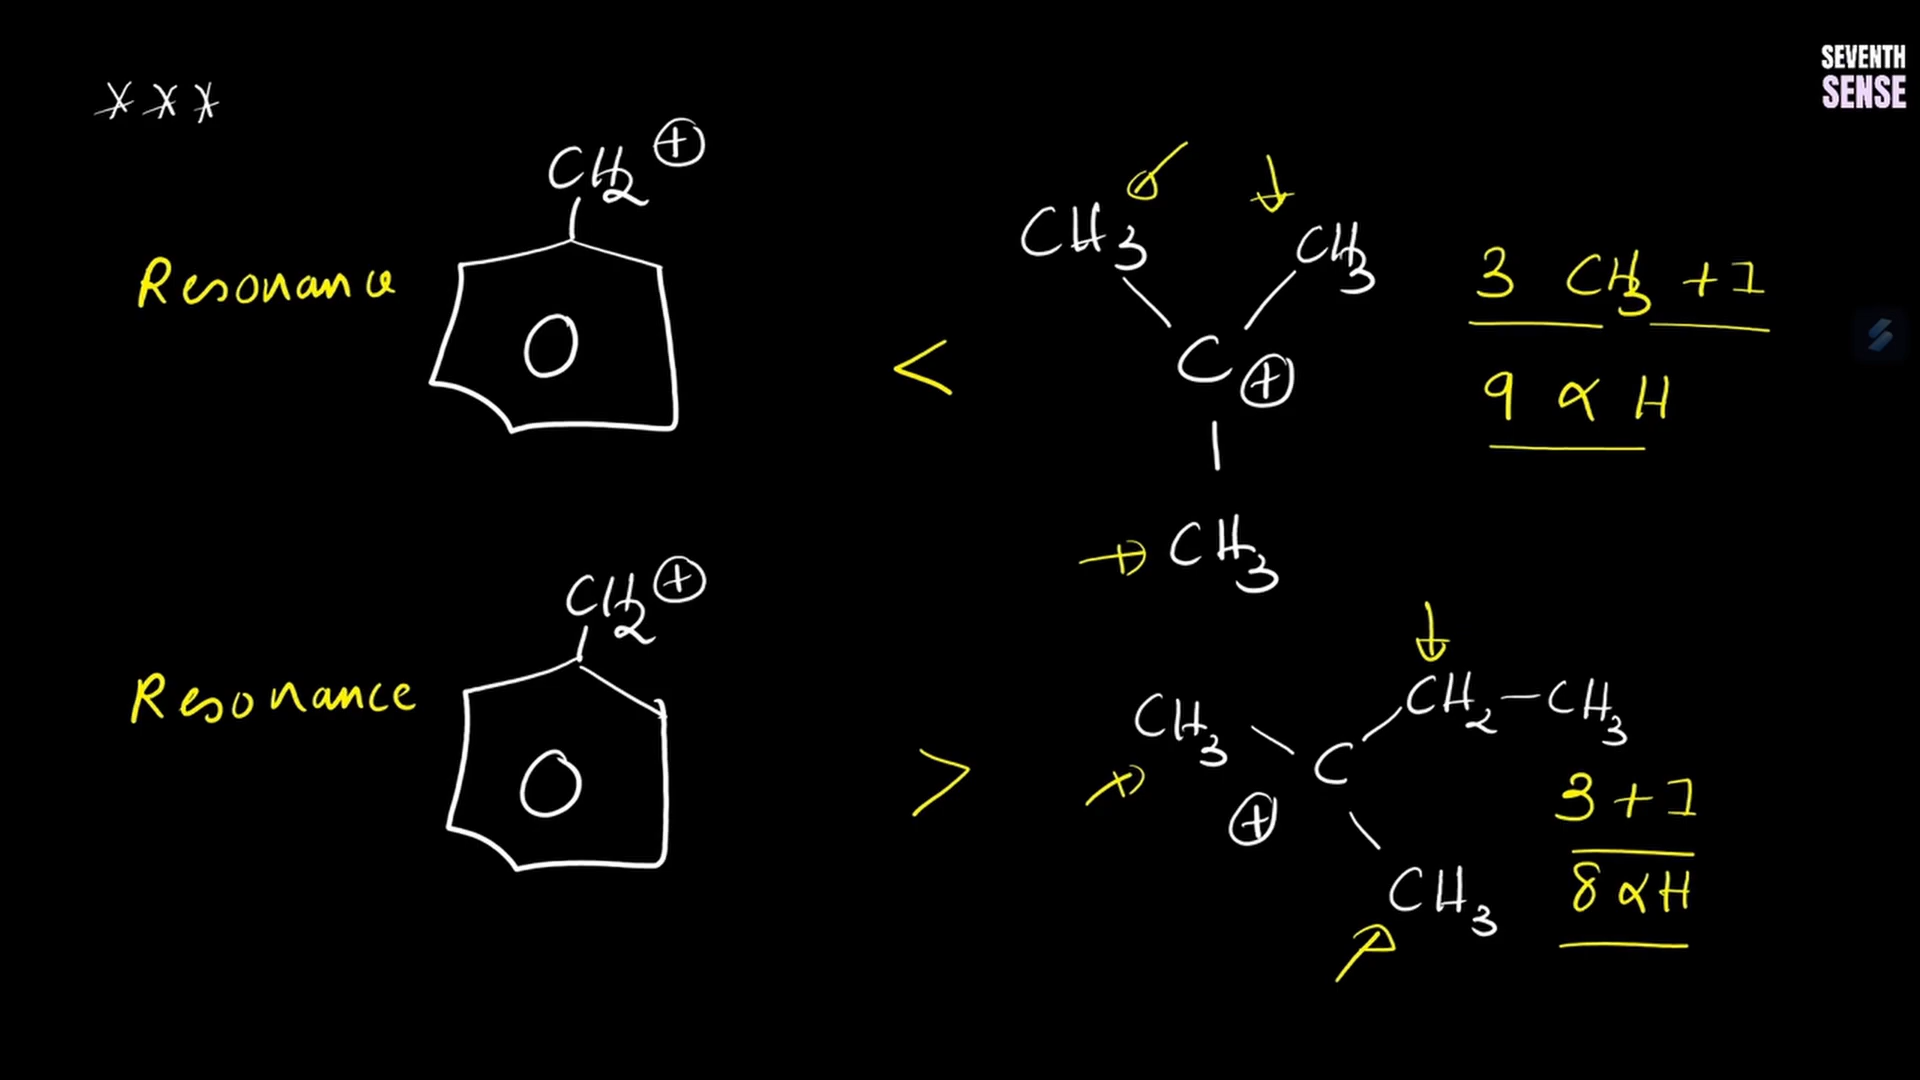 SEVENTH
SENSE
***
CH2 +
Resonance
<
CH3 CH3
C +
CH3
3 CH3 +I
9 α H
CH2 +
Resonance
>
CH3 C CH2-CH3
+
CH3
3 + I
8 α H